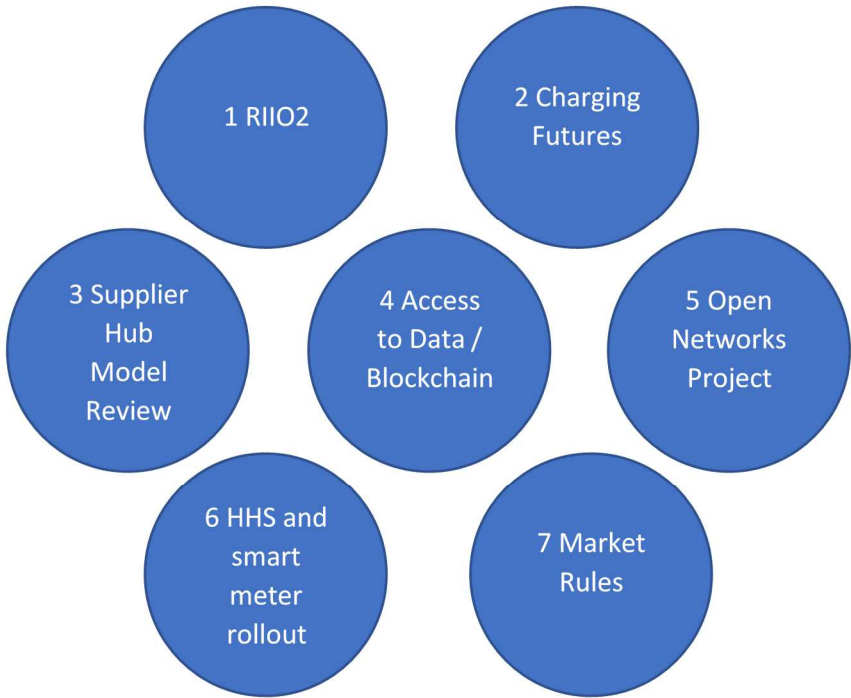 1 RIIO2
2 Charging
Futures
3 Supplier
Hub
Model
Review
4 Access
to Data /
Blockchain
5 Open
Networks
Project
6 HHS and
smart
meter
rollout
7 Market
Rules